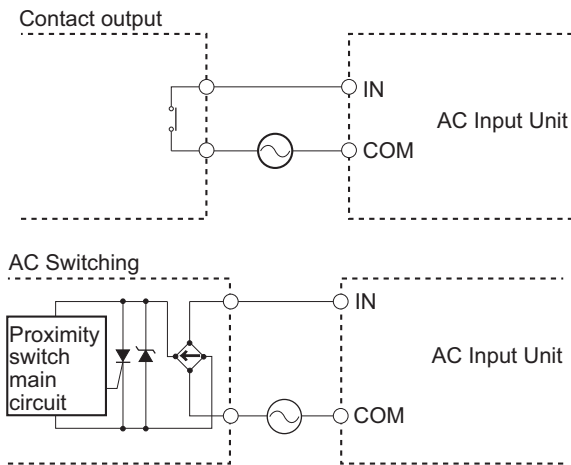 Contact output
IN
AC Input Unit
COM
AC Switching
IN
Proximity
switch
main
circuit
AC Input Unit
COM